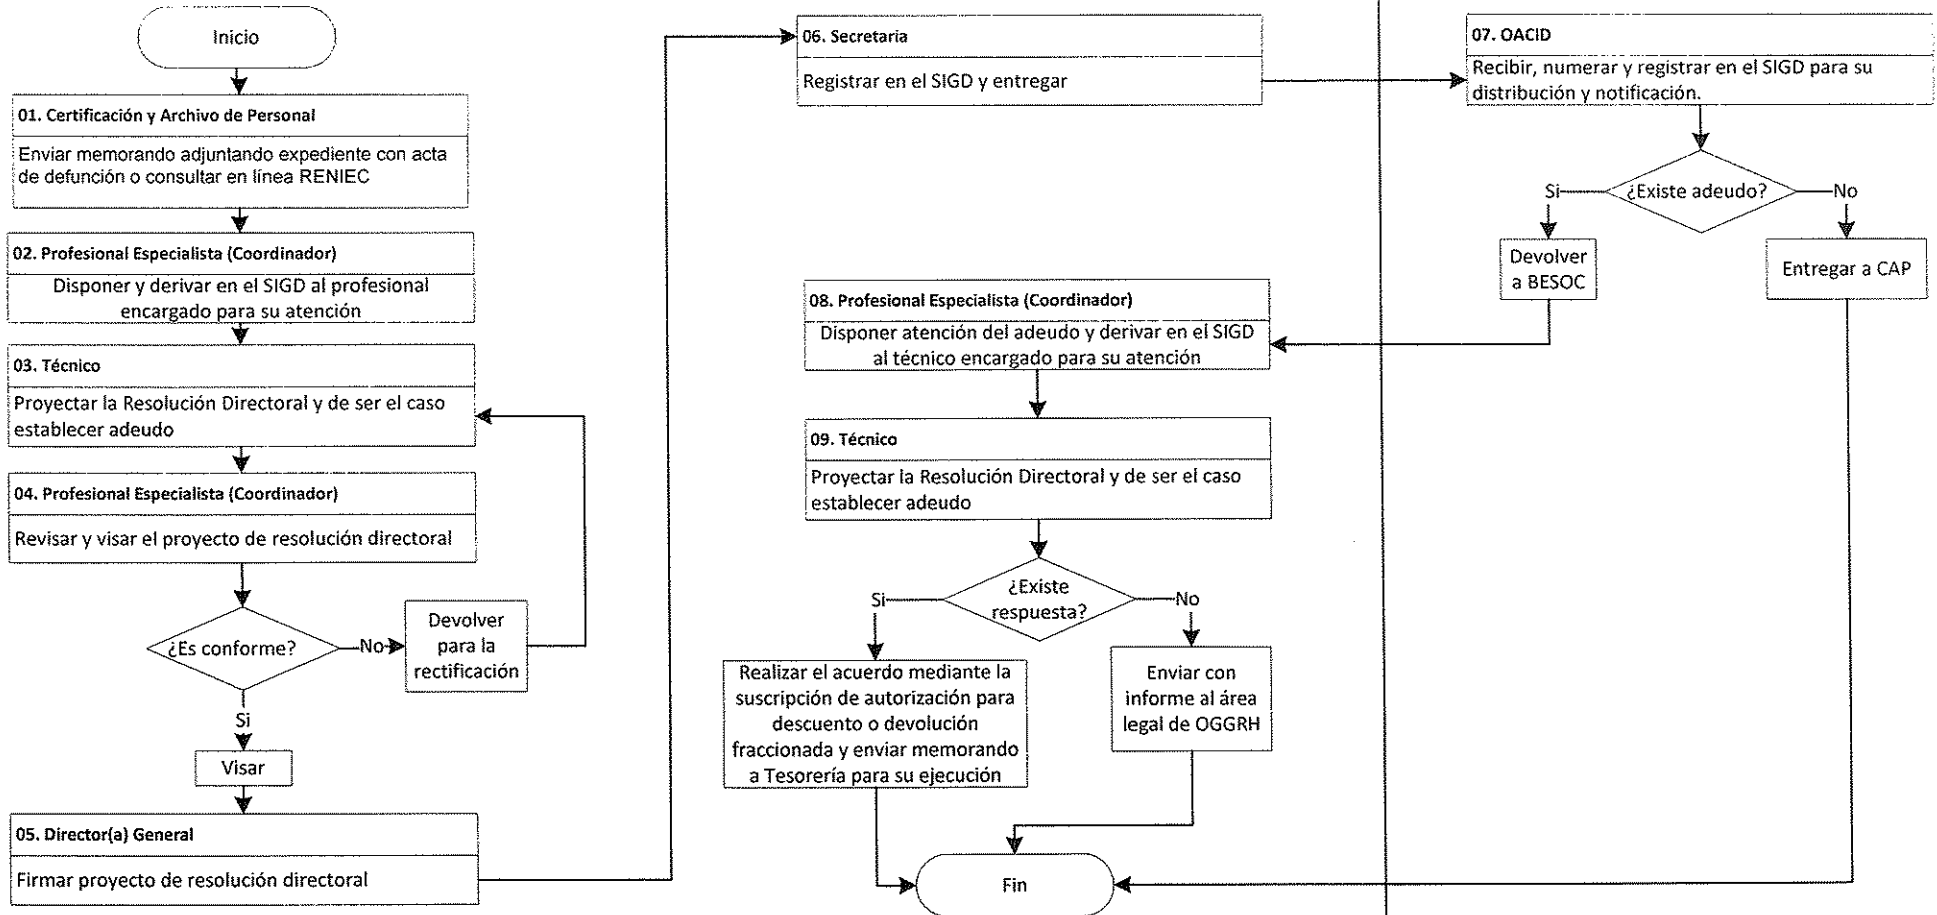 Inicio
01. Certificación y Archivo de Personal
Enviar memorando adjuntando expediente con acta
de defunción o consultar en línea RENIEC
02. Profesional Especialista (Coordinador)
Disponer y derivar en el SIGD al profesional
encargado para su atención
03. Técnico
Proyectar la Resolución Directoral y de ser el caso
establecer adeudo
04. Profesional Especialista (Coordinador)
Revisar y visar el proyecto de resolución directoral
¿Es conforme?
No
Devolver
para la
rectificación
Si
Visar
05. Director(a) General
Firmar proyecto de resolución directoral
06. Secretaria
Registrar en el SIGD y entregar
07. OACID
Recibir, numerar y registrar en el SIGD para su
distribución y notificación.
¿Existe adeudo?
Si
No
Devolver
a BESOC
Entregar a CAP
08. Profesional Especialista (Coordinador)
Disponer atención del adeudo y derivar en el SIGD
al técnico encargado para su atención
09. Técnico
Proyectar la Resolución Directoral y de ser el caso
establecer adeudo
¿Existe
respuesta?
Si
No
Realizar el acuerdo mediante la
suscripción de autorización para
descuento o devolución
fraccionada y enviar memorando
a Tesorería para su ejecución
Enviar con
informe al área
legal de OGGRH
Fin